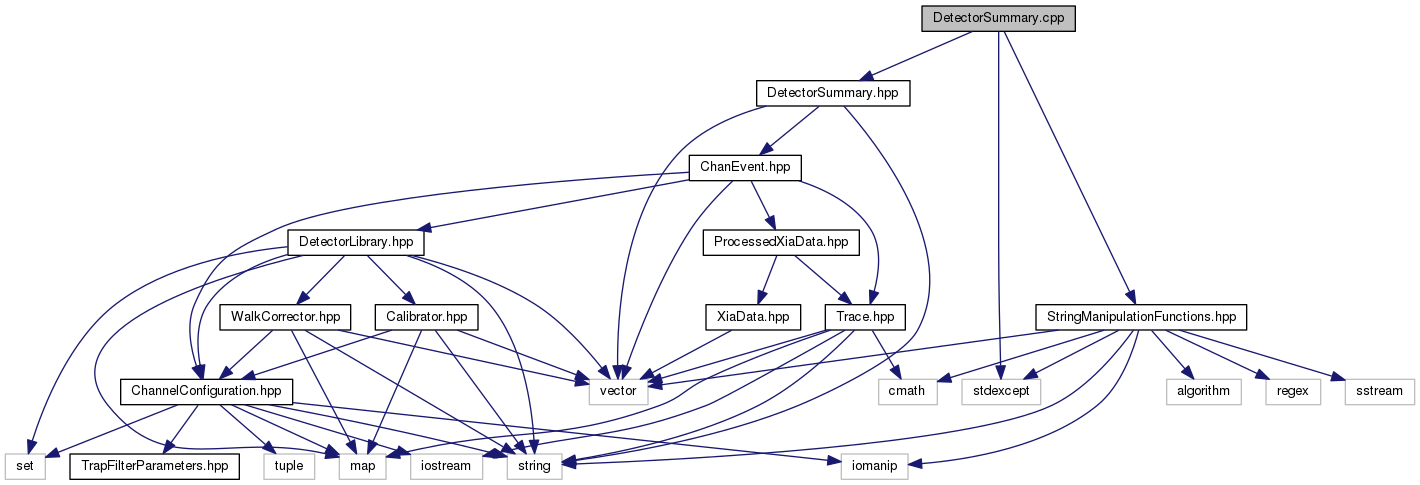 DetectorSummary.cpp
DetectorSummary.hpp
ChanEvent.hpp
DetectorLibrary.hpp
ProcessedXiaData.hpp
WalkCorrector.hpp
Calibrator.hpp
XiaData.hpp
Trace.hpp
StringManipulationFunctions.hpp
ChannelConfiguration.hpp
vector
cmath
stdexcept
algorithm
regex
sstream
set
TrapFilterParameters.hpp
tuple
map
iostream
string
iomanip